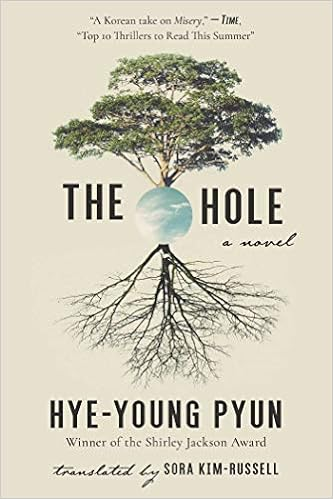 “A Korean take on Misery,” — TIME,
“Top 10 Thrillers to Read This Summer”
THE HOLE
a novel
HYE-YOUNG PYUN
Winner of the Shirley Jackson Award
translated by SORA KIM-RUSSELL